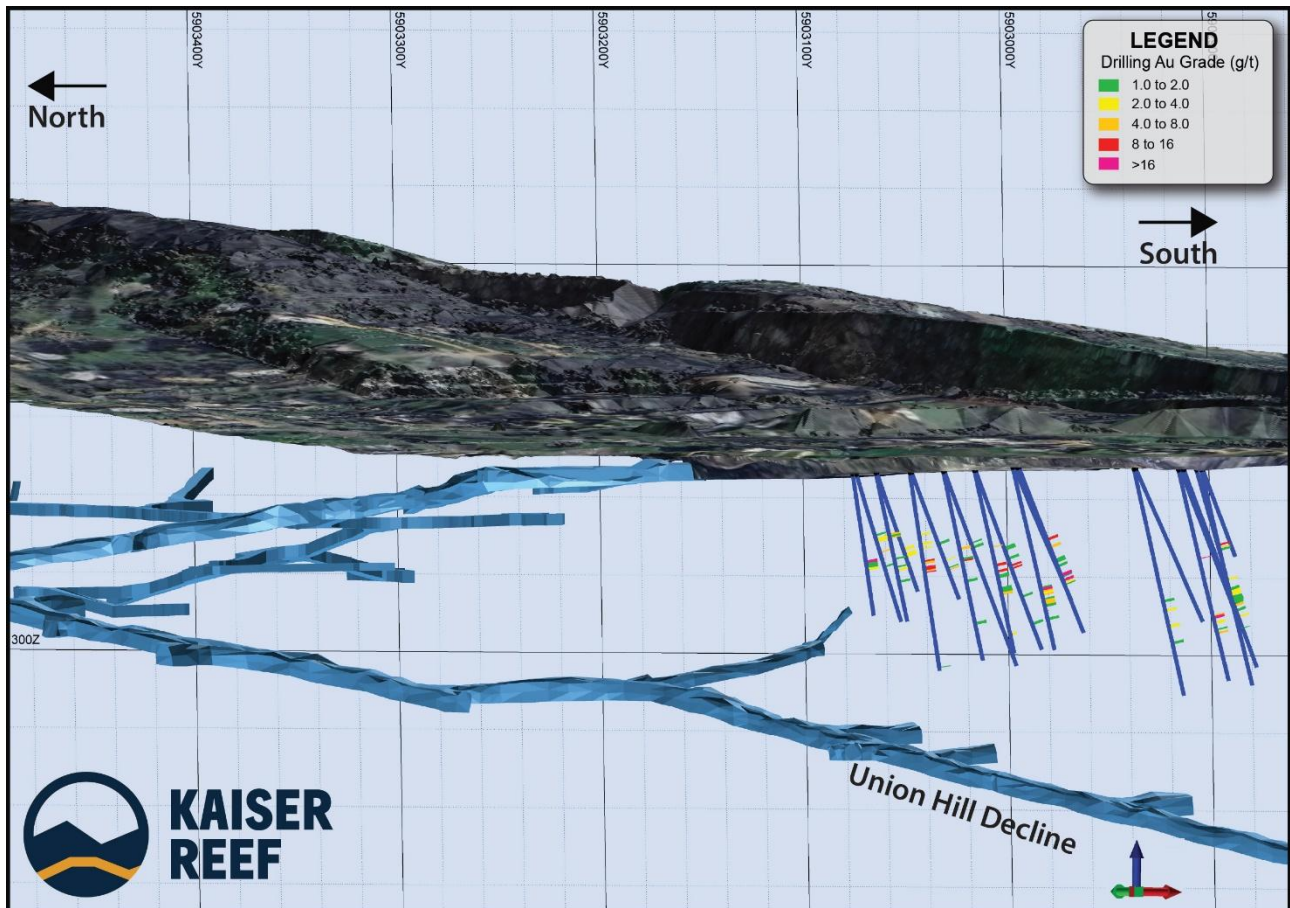 5903400Y
5903300Y
5903200Y
5903100Y
5903000Y
LEGEND
Drilling Au Grade (g/t)
1.0 to 2.0
2.0 to 4.0
4.0 to 8.0
8 to 16
>16
North
South
300Z
Union Hill Decline
KAISER
REEF